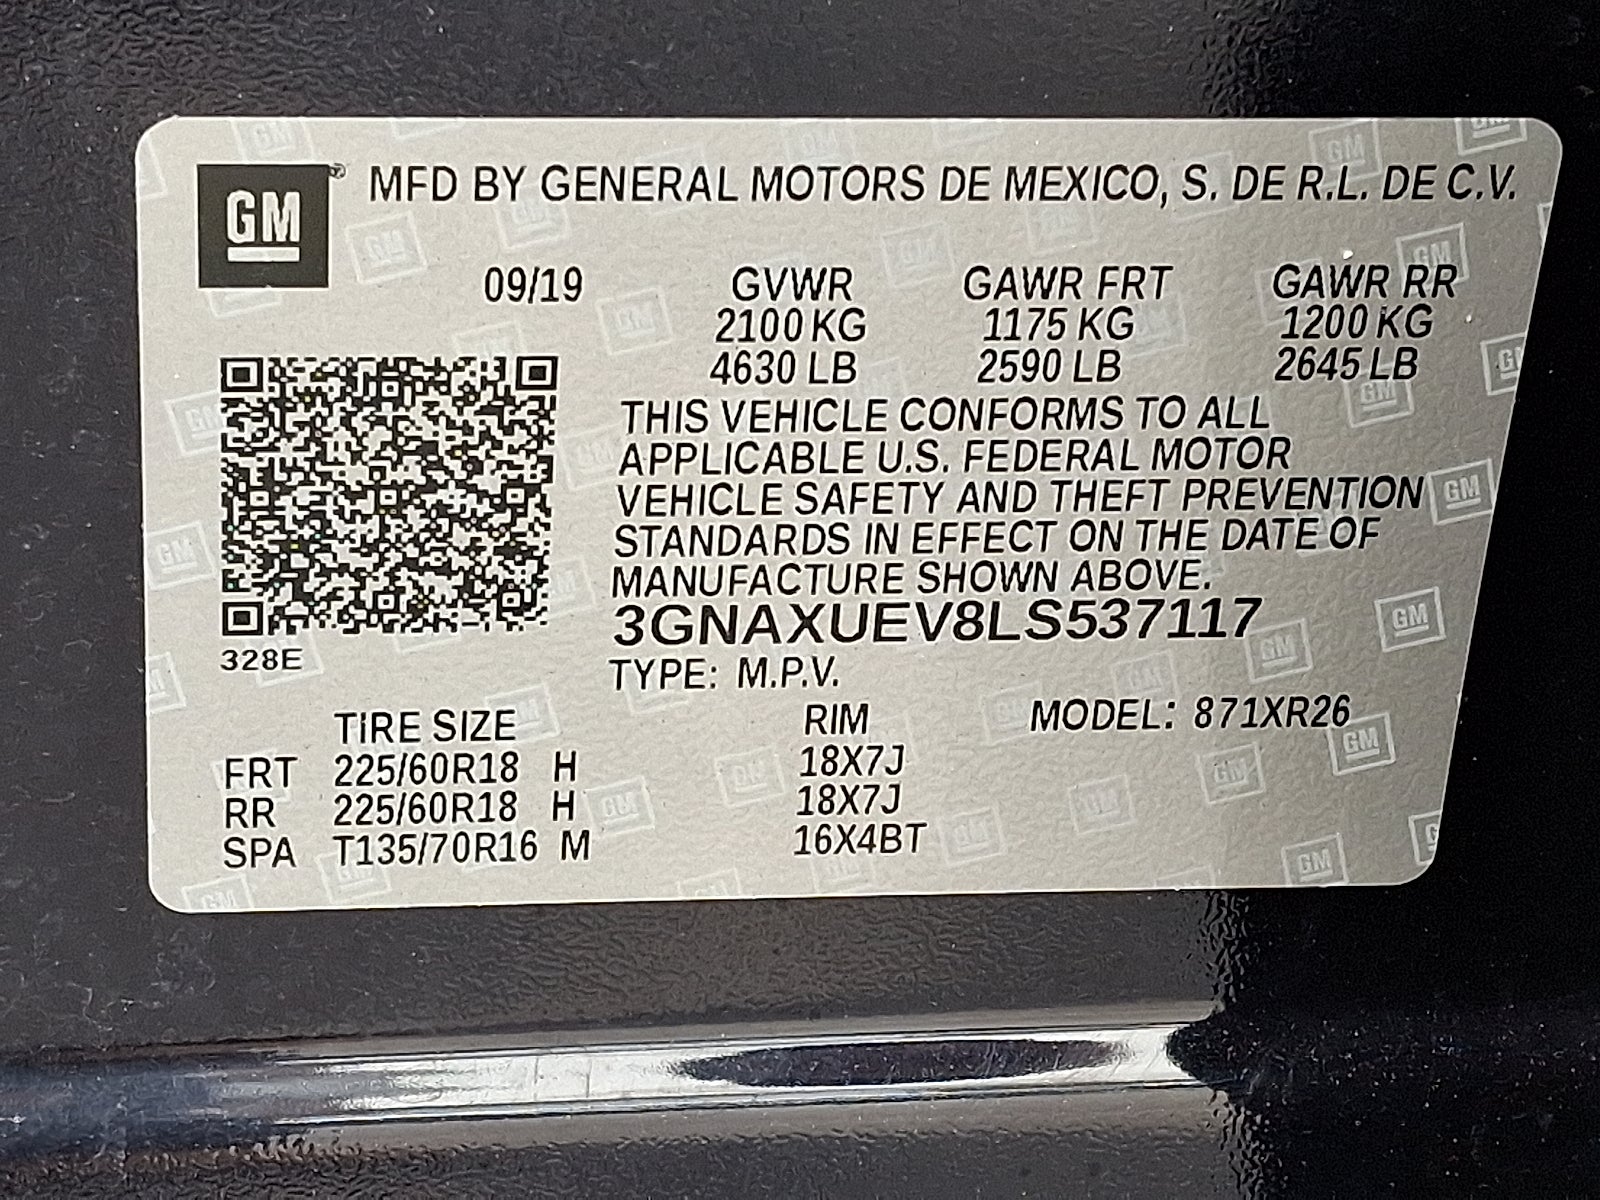 GM MFD BY GENERAL MOTORS DE MEXICO, S. DE R.L. DE C.V.
09/19 GVWR GAWR FRT GAWR RR
2100 KG 1175 KG 1200 KG
4630 LB 2590 LB 2645 LB
THIS VEHICLE CONFORMS TO ALL
APPLICABLE U.S. FEDERAL MOTOR
VEHICLE SAFETY AND THEFT PREVENTION
STANDARDS IN EFFECT ON THE DATE OF
MANUFACTURE SHOWN ABOVE.
3GNAXUEV8LS537117
328E
TYPE: M.P.V.
TIRE SIZE RIM MODEL: 871XR26
FRT 225/60R18 H 18X7J
RR 225/60R18 H 18X7J
SPA T135/70R16 M 16X4BT